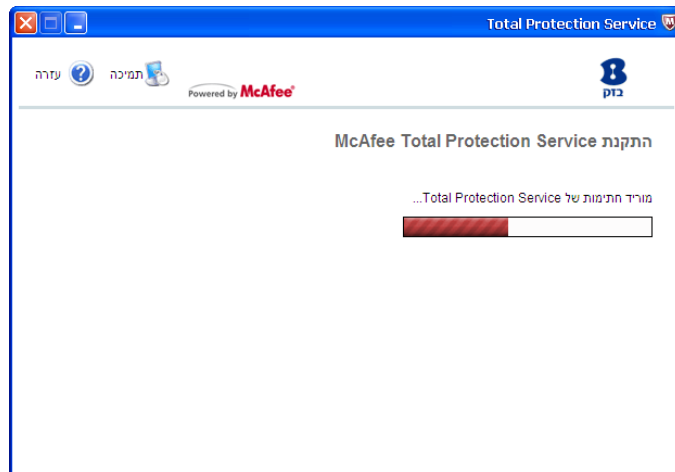 Total Protection Service
בזק
Powered by McAfee®
תמיכה
עזרה
התקנת McAfee Total Protection Service
מוריד חתימות של Total Protection Service...